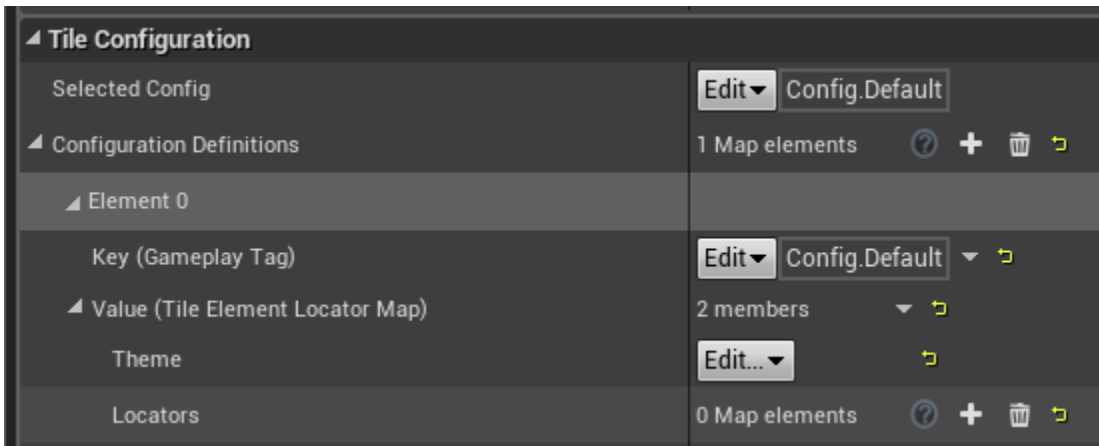 Tile Configuration
Selected Config Edit Config.Default
Configuration Definitions 1 Map elements
Element 0
Key (Gameplay Tag) Edit Config.Default
Value (Tile Element Locator Map) 2 members
Theme Edit...
Locators 0 Map elements